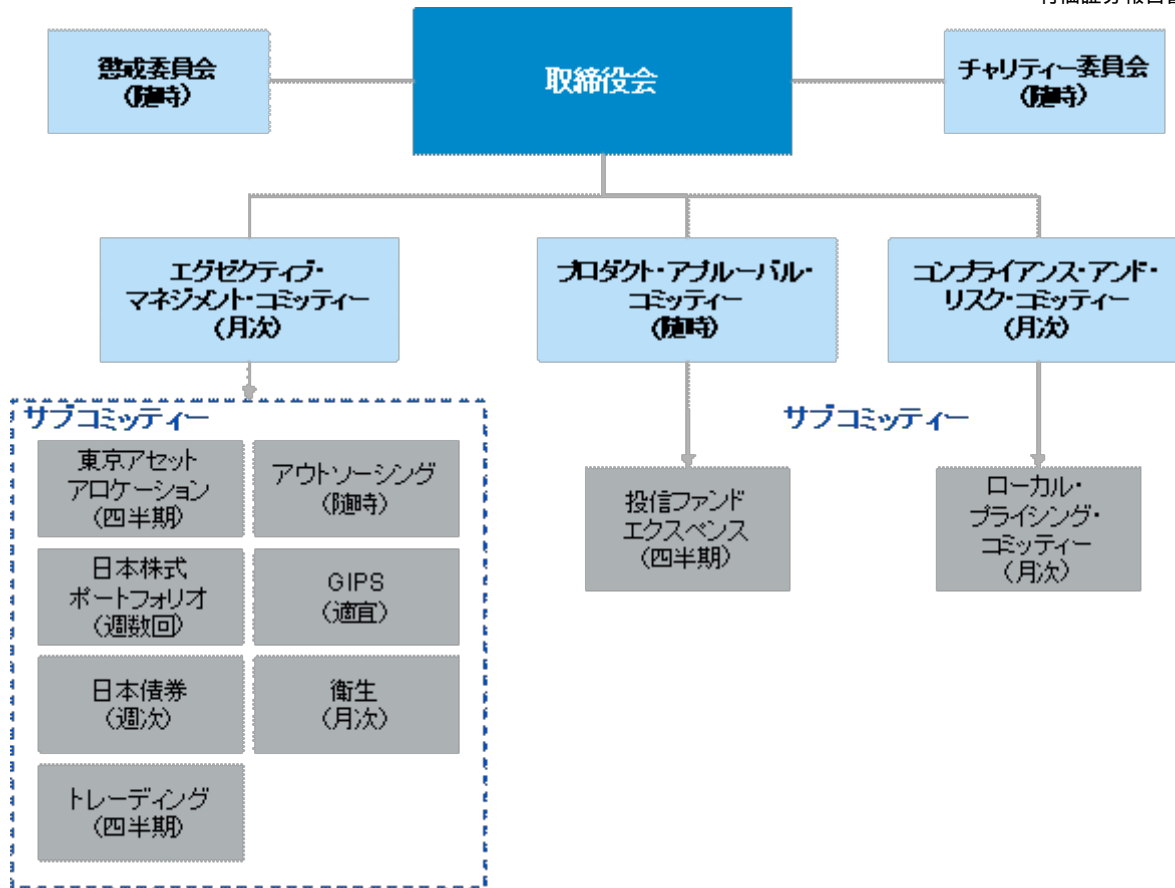 懲戒委員会
(随時)
取締役会
チャリティー委員会
(随時)
エグゼクティブ・
マネジメント・コミッティー
(月次)
プロダクト・アプルーバル・
コミッティー
(随時)
コンプライアンス・アンド・
リスク・コミッティー
(月次)
サブコミッティー
東京アセット
アロケーション
(四半期)
アウトソーシング
(随時)
日本株式
ポートフォリオ
(週数回)
GIPS
(適宜)
日本債券
(週次)
衛生
(月次)
トレーディング
(四半期)
サブコミッティー
投信ファンド
エクスペンス
(四半期)
ローカル・
プライシング・
コミッティー
(月次)